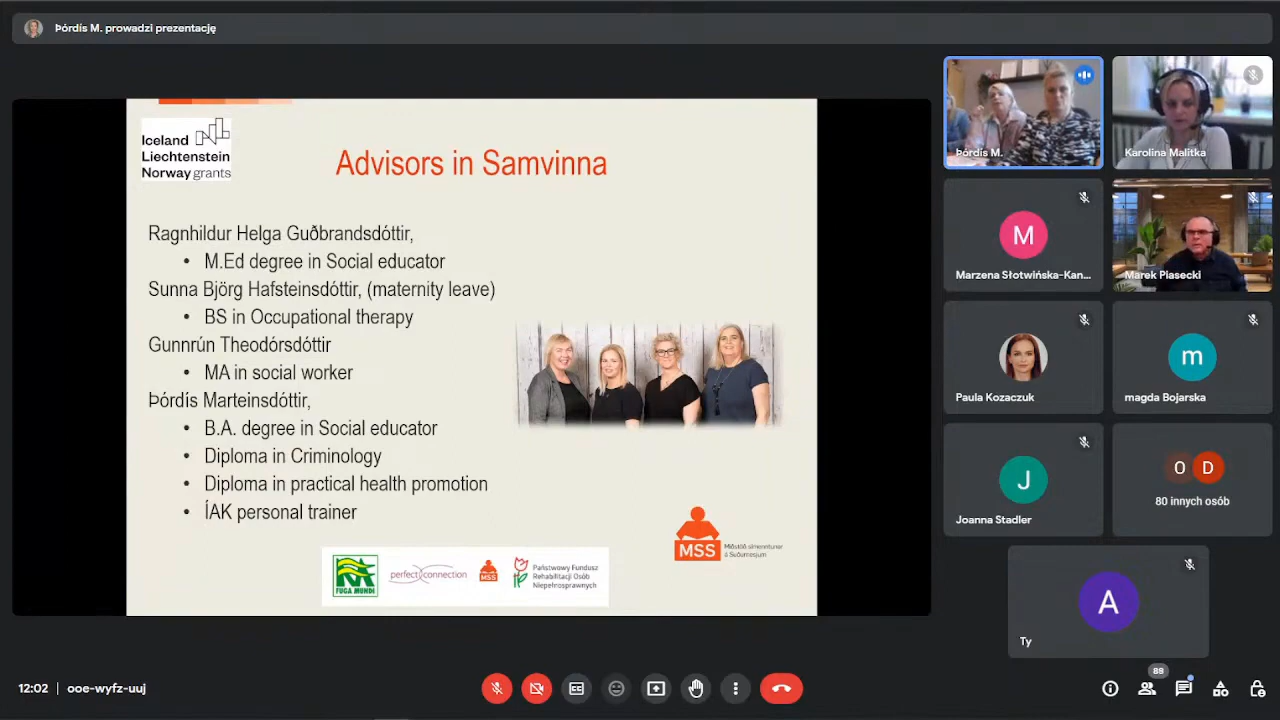 Þórdís M. prowadzi prezentację
Iceland
Liechtenstein
Norway grants
Advisors in Samvinna
Ragnhildur Helga Guðbrandsdóttir,
• M.Ed degree in Social educator
Sunna Björg Hafsteinsdóttir, (maternity leave)
• BS in Occupational therapy
Gunnrún Theodórsdóttir
• MA in social worker
Þórdís Marteinsdóttir,
• B.A. degree in Social educator
• Diploma in Criminology
• Diploma in practical health promotion
• ÍAK personal trainer
MSS
Miðstöð símenntunar
á Suðurnesjum
FUGA MUNDI
perfect connection
MSS
Państwowy Fundusz
Rehabilitacji Osób
Niepełnosprawnych
Þórdís M.
Karolina Malitka
M
Marzena Słotwińska-Kan...
Marek Piasecki
Paula Kozaczuk
m
magda Bojarska
J
Joanna Stadler
O D
80 innych osób
A
Ty
12:02 | ooe-wyfz-uuj
88